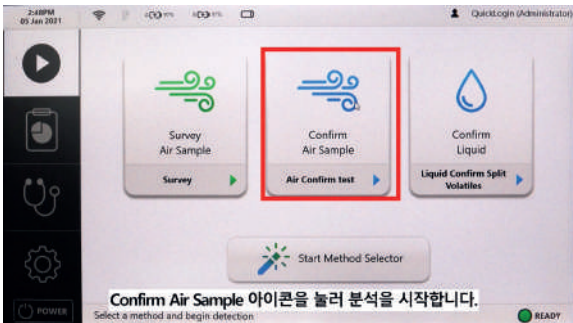 2:48PM
05 Jan 2021
QuickLogin (Administrator)
Survey
Air Sample
Survey
Confirm
Air Sample
Air Confirm test
Confirm
Liquid
Liquid Confirm Split
Volatiles
Start Method Selector
Confirm Air Sample 아이콘을 눌러 분석을 시작합니다.
POWER
Select a method and begin detection
READY